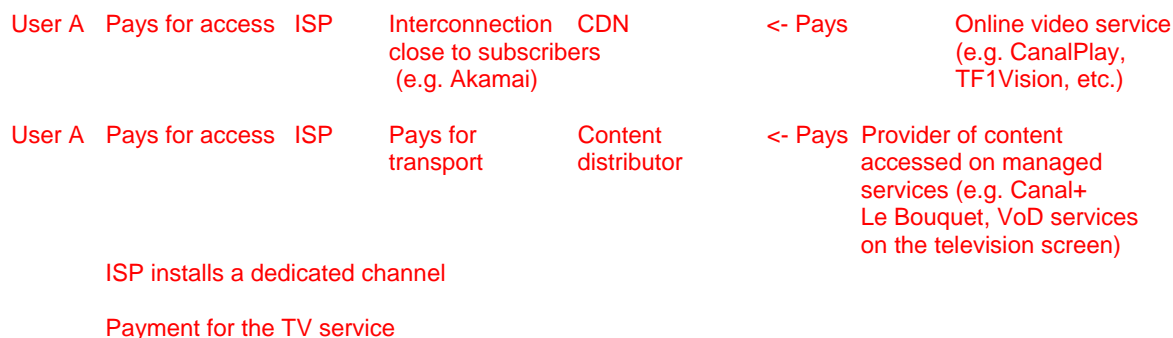 User A Pays for access ISP Interconnection CDN <- Pays Online video service
close to subscribers (e.g. CanalPlay,
(e.g. Akamai) TF1Vision, etc.)
User A Pays for access ISP Pays for Content <- Pays Provider of content
transport distributor accessed on managed
services (e.g. Canal+
Le Bouquet, VoD services
on the television screen)
ISP installs a dedicated channel
Payment for the TV service